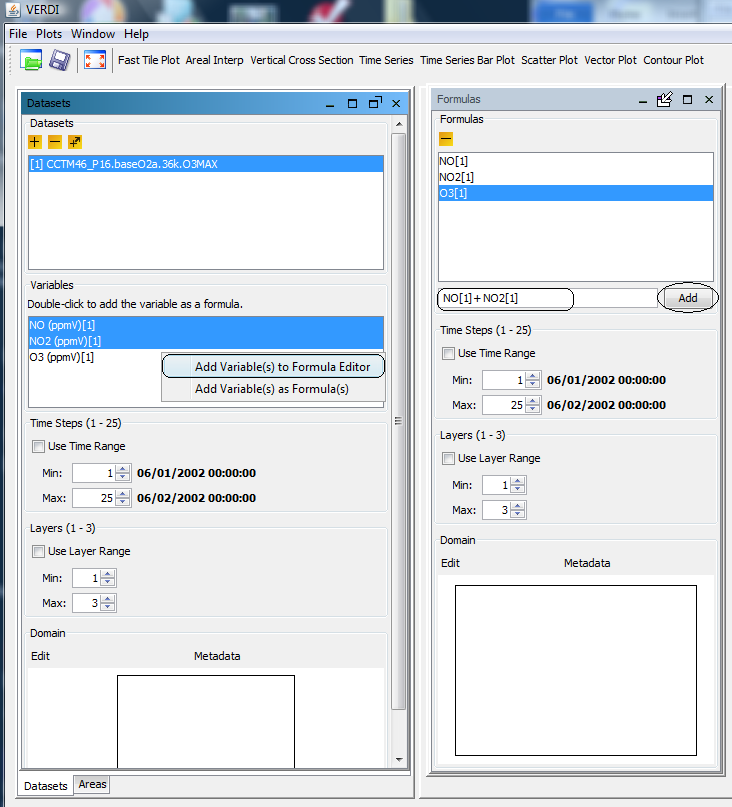 VERDI
File Plots Window Help
Fast Tile Plot Areal Interp Vertical Cross Section Time Series Time Series Bar Plot Scatter Plot Vector Plot Contour Plot
Datasets
Datasets
[1] CCTM46_P16.baseO2a.36k.O3MAX
Variables
Double-click to add the variable as a formula.
NO (ppmV)[1]
NO2 (ppmV)[1]
O3 (ppmV)[1]
Add Variable(s) to Formula Editor
Add Variable(s) as Formula(s)
Time Steps (1 - 25)
Use Time Range
Min: 1 06/01/2002 00:00:00
Max: 25 06/02/2002 00:00:00
Layers (1 - 3)
Use Layer Range
Min: 1
Max: 3
Domain
Edit Metadata
Datasets Areas
Formulas
Formulas
NO[1]
NO2[1]
O3[1]
NO[1]+NO2[1] Add
Time Steps (1 - 25)
Use Time Range
Min: 1 06/01/2002 00:00:00
Max: 25 06/02/2002 00:00:00
Layers (1 - 3)
Use Layer Range
Min: 1
Max: 3
Domain
Edit Metadata